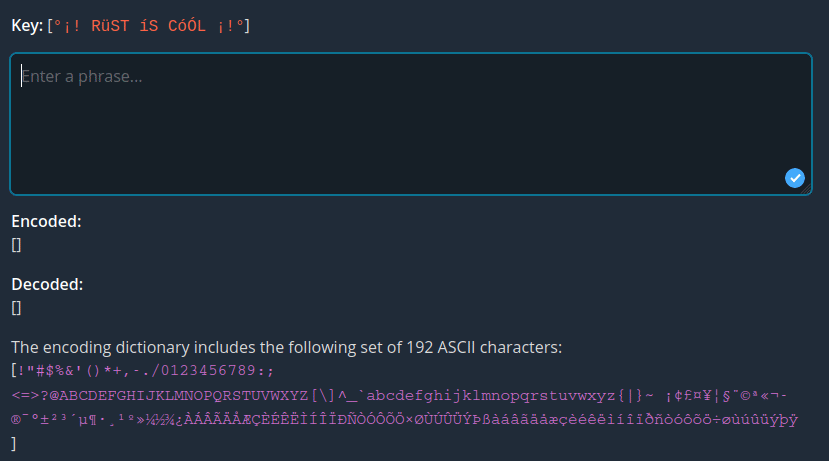 Key: [°¡! RüST íS CóÓL ¡!°]
Enter a phrase...
Encoded:
[]
Decoded:
[]
The encoding dictionary includes the following set of 192 ASCII characters:
[!"#$%&'()*+,-./0123456789:;
<=>?@ABCDEFGHIJKLMNOPQRSTUVWXYZ[\]^_`abcdefghijklmnopqrstuvwxyz{|}~ ¡¢£¤¥¦§¨©ª«¬-
®¯°±²³´µ¶·¸¹º»¼½¾¿ÀÁÂÃÄÅÆÇÈÉÊËÌÍÎÏÐÑÒÓÔÕÖ×ØÙÚÛÜÝÞßàáâãäåæçèéêëìíîïðñòóôõö÷øùúûüýþÿ
]